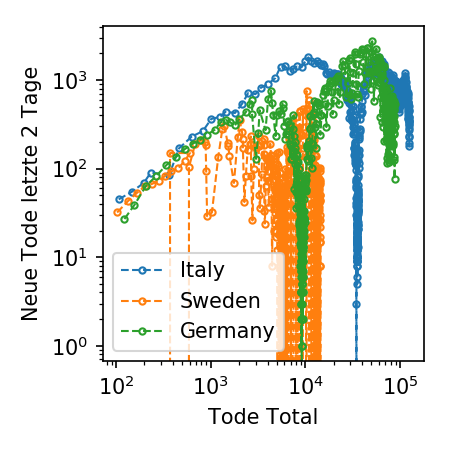 10³
10²
10¹
10⁰
Neue Tode letzte 2 Tage
Italy
Sweden
Germany
10² 10³ 10⁴ 10⁵
Tode Total